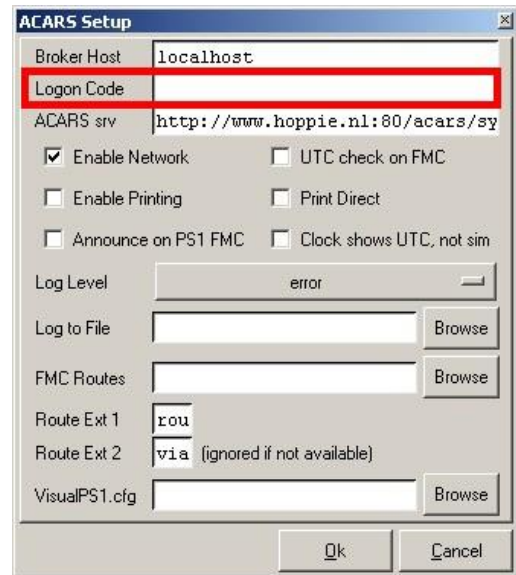 ACARS Setup
Broker Host localhost
Logon Code
ACARS srv http://www.hoppie.nl:80/acars/sy
Enable Network UTC check on FMC
Enable Printing Print Direct
Announce on PS1 FMC Clock shows UTC, not sim
Log Level error
Log to File Browse
FMC Routes Browse
Route Ext 1 rou
Route Ext 2 via (ignored if not available)
VisualPS1.cfg Browse
Ok Cancel